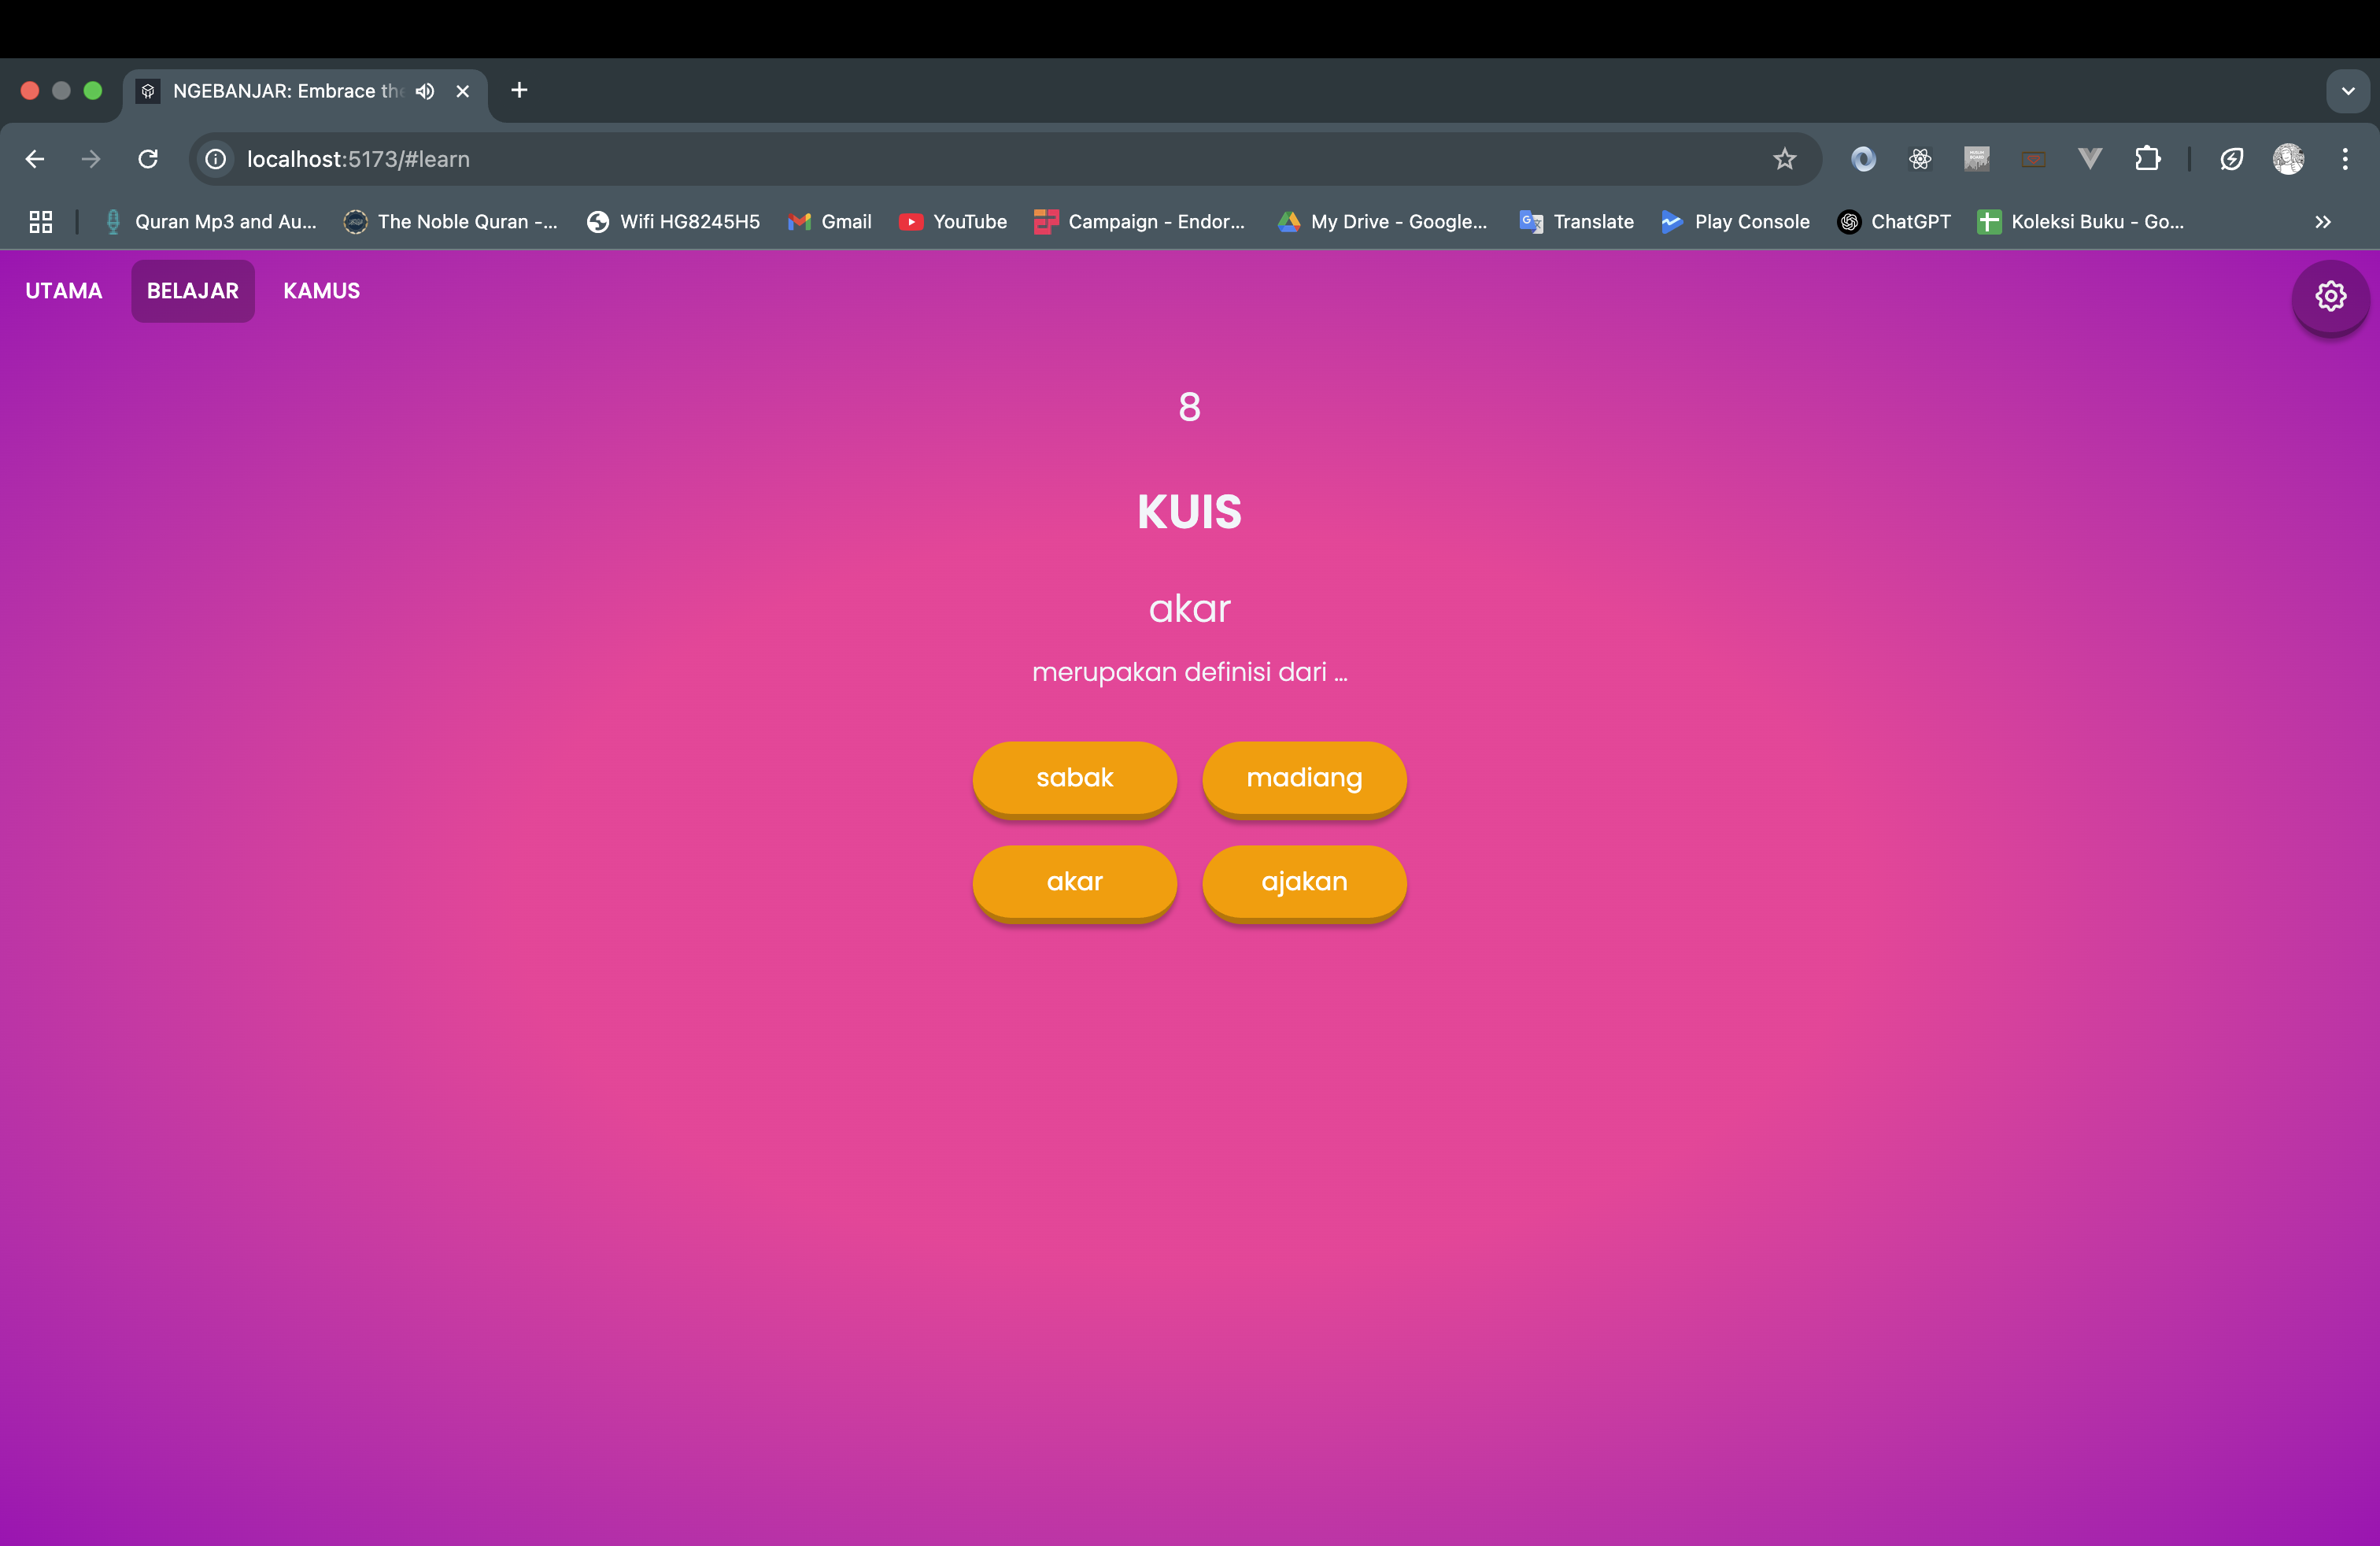 NGEBANJAR: Embrace the
localhost:5173/#learn
Quran Mp3 and Au... The Noble Quran -... Wifi HG8245H5 Gmail YouTube Campaign - Endor... My Drive - Google... Translate Play Console ChatGPT Koleksi Buku - Go...
UTAMA BELAJAR KAMUS
8
KUIS
akar
merupakan definisi dari ...
sabak madiang
akar ajakan